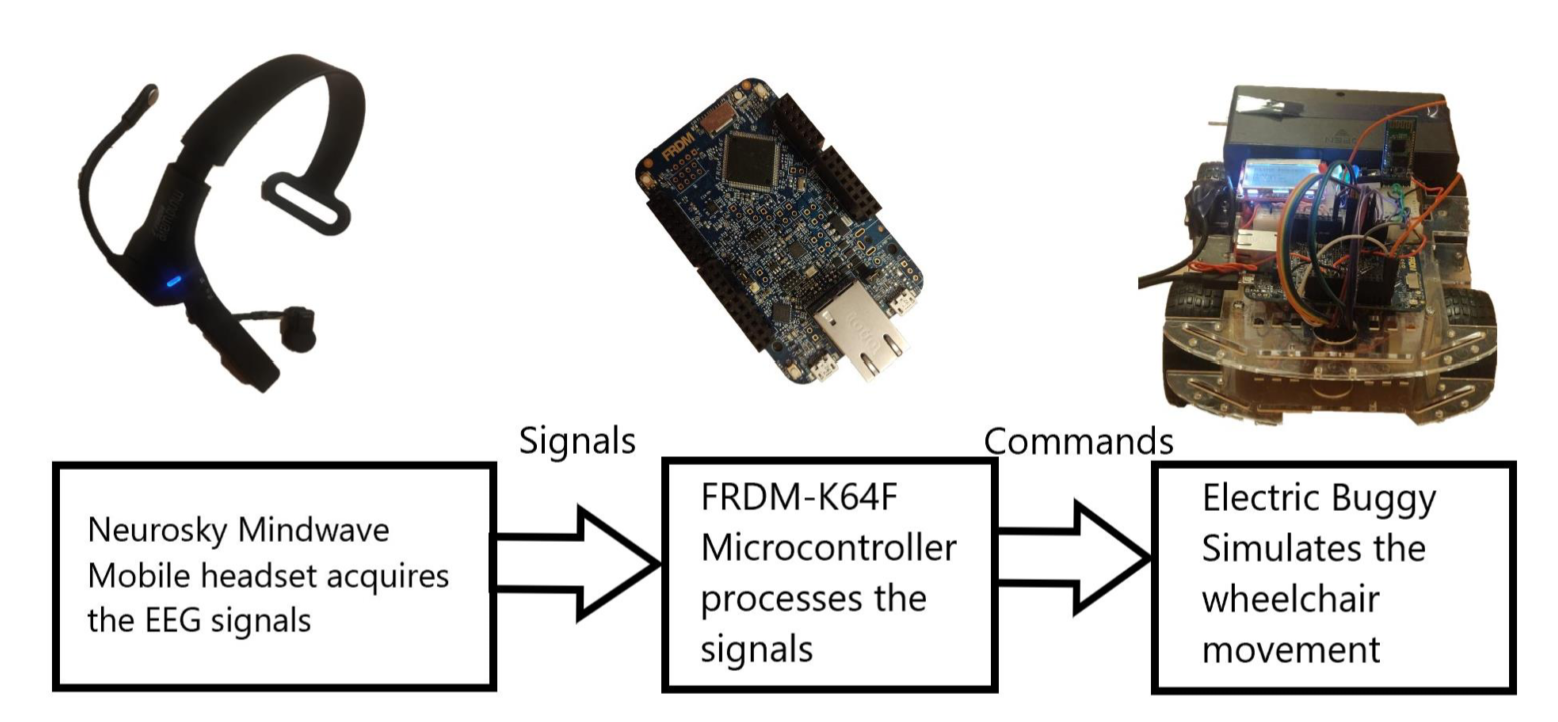 FRDM
Signals
Commands
Neurosky Mindwave
Mobile headset acquires
the EEG signals
FRDM-K64F
Microcontroller
processes the
signals
Electric Buggy
Simulates the
wheelchair
movement